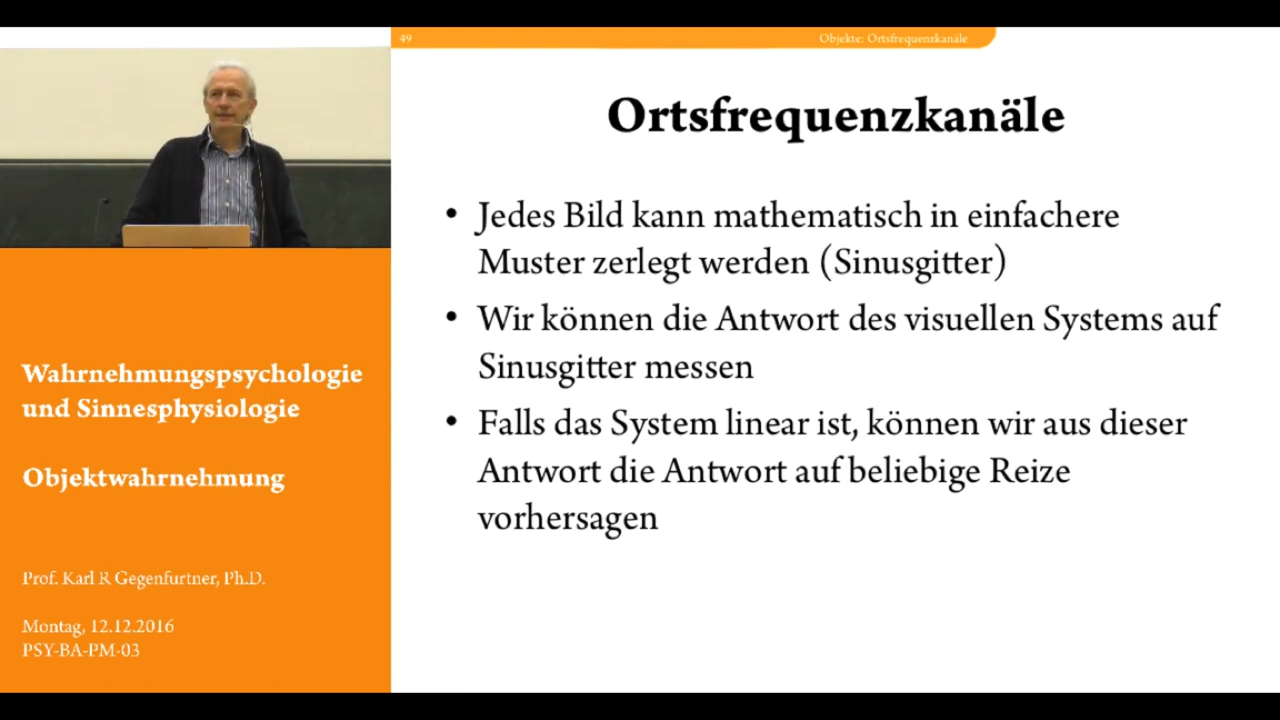 49
Objekte: Ortsfrequenzkanäle
Ortsfrequenzkanäle
• Jedes Bild kann mathematisch in einfachere
Muster zerlegt werden (Sinusgitter)
• Wir können die Antwort des visuellen Systems auf
Sinusgitter messen
• Falls das System linear ist, können wir aus dieser
Antwort die Antwort auf beliebige Reize
vorhersagen
Wahrnehmungspsychologie
und Sinnesphysiologie
Objektwahrnehmung
Prof. Karl R Gegenfurtner, Ph.D.
Montag, 12.12.2016
PSY-BA-PM-03